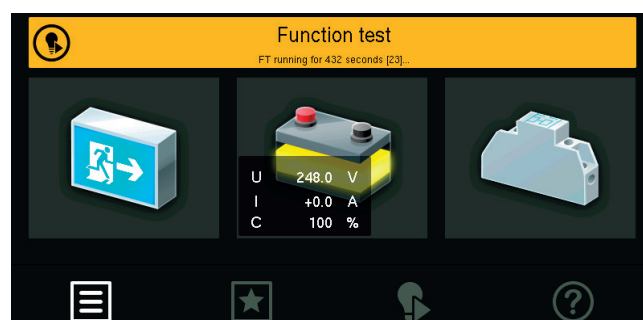 Function test
FT running for 432 seconds [23]...
U 248.0 V
I +0.0 A
C 100 %